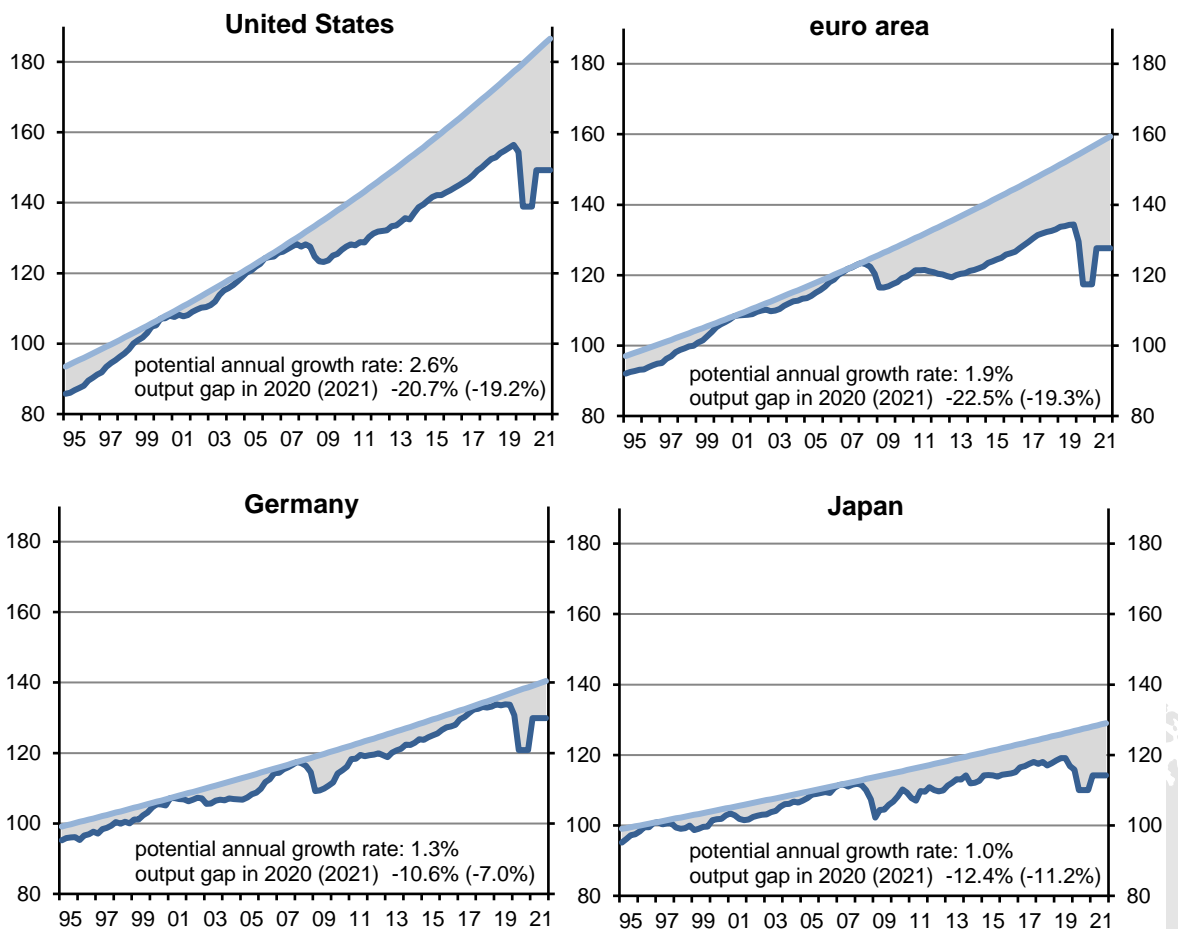 United States
180
160
140
120
100
80
potential annual growth rate: 2.6%
output gap in 2020 (2021) -20.7% (-19.2%)
95 97 99 01 03 05 07 09 11 13 15 17 19 21
euro area
180 180
160 160
140 140
120 120
100 100
80 80
potential annual growth rate: 1.9%
output gap in 2020 (2021) -22.5% (-19.3%)
95 97 99 01 03 05 07 09 11 13 15 17 19 21
Germany
180
160
140
120
100
80
potential annual growth rate: 1.3%
output gap in 2020 (2021) -10.6% (-7.0%)
95 97 99 01 03 05 07 09 11 13 15 17 19 21
Japan
180 180
160 160
140 140
120 120
100 100
80 80
potential annual growth rate: 1.0%
output gap in 2020 (2021) -12.4% (-11.2%)
95 97 99 01 03 05 07 09 11 13 15 17 19 21